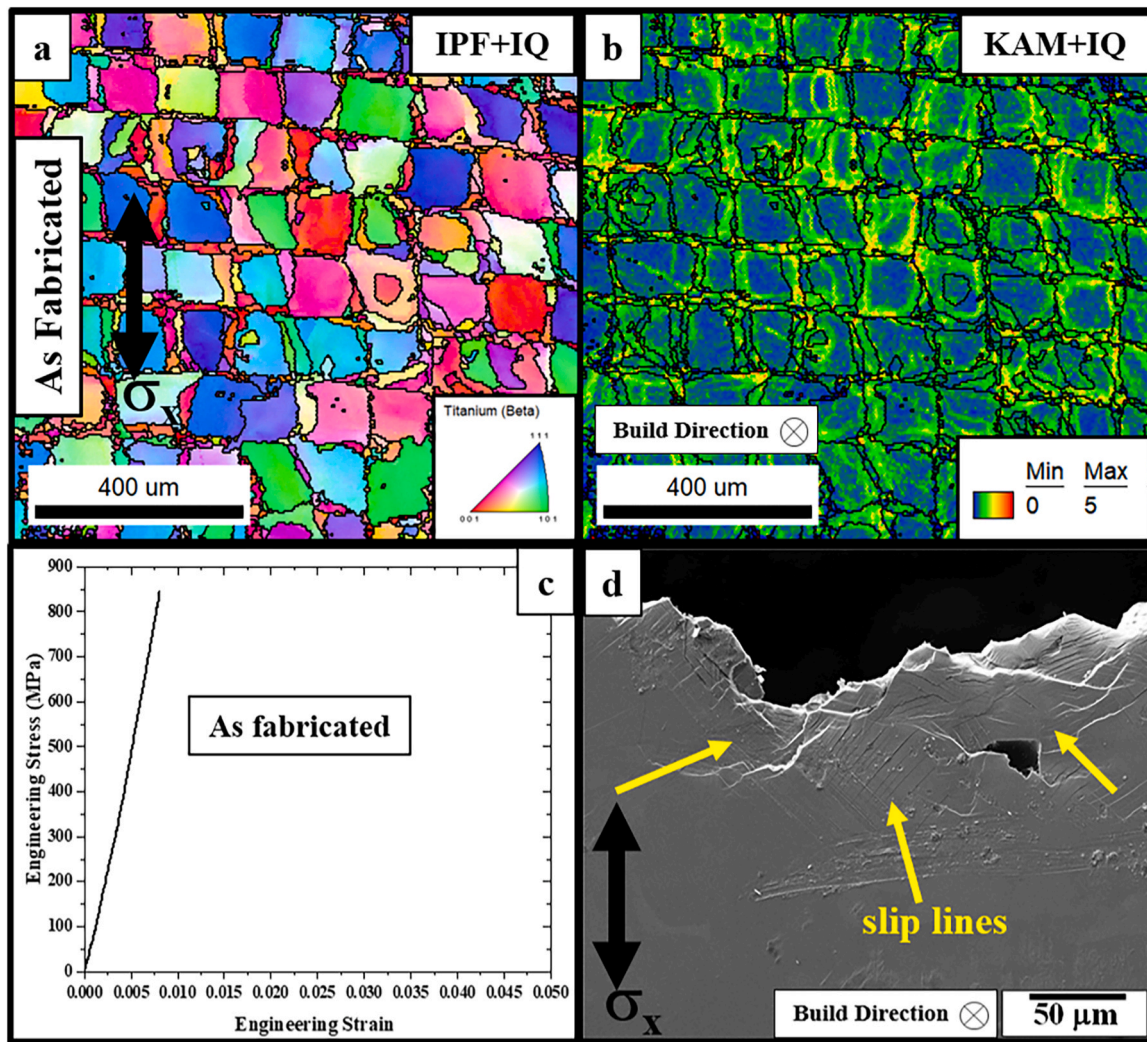 a
IPF+IQ
As Fabricated
σx
400 um
Titanium (Beta)
111
001
101
b
KAM+IQ
Build Direction
400 um
Min Max
0 5
c
900
800
700
600
500
400
300
200
100
0
Engineering Stress (MPa)
As fabricated
0.000 0.005 0.010 0.015 0.020 0.025 0.030 0.035 0.040 0.045 0.050
Engineering Strain
d
slip lines
σx
Build Direction
50 μm